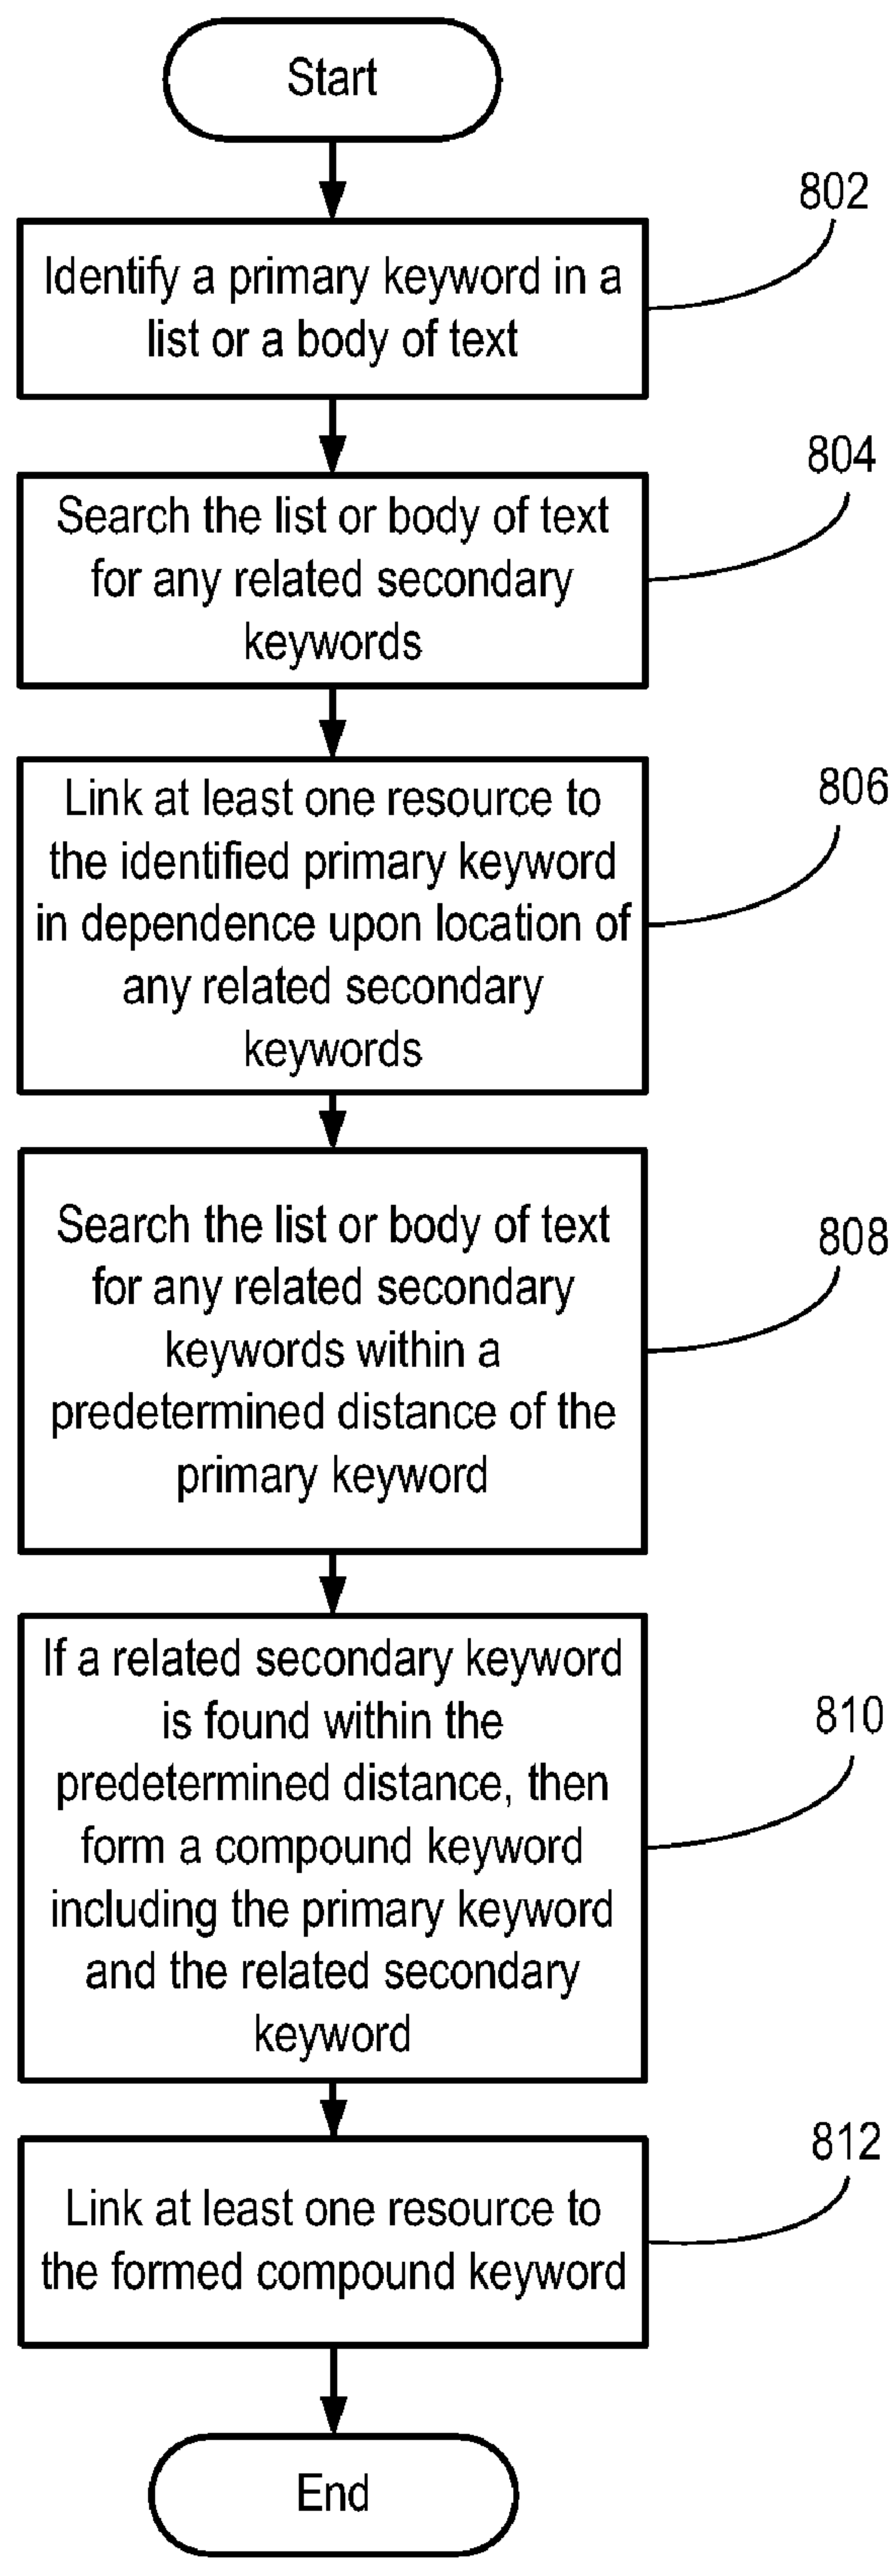 Start
802
Identify a primary keyword in a
list or a body of text
804
Search the list or body of text
for any related secondary
keywords
806
Link at least one resource to
the identified primary keyword
in dependence upon location of
any related secondary
keywords
808
Search the list or body of text
for any related secondary
keywords within a
predetermined distance of the
primary keyword
810
If a related secondary keyword
is found within the
predetermined distance, then
form a compound keyword
including the primary keyword
and the related secondary
keyword
812
Link at least one resource to
the formed compound keyword
End